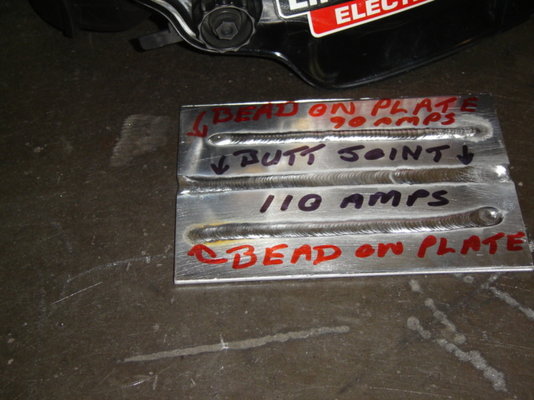 BEAD ON PLATE
70 AMPS
BUTT JOINT
110 AMPS
BEAD ON PLATE
ELECTR